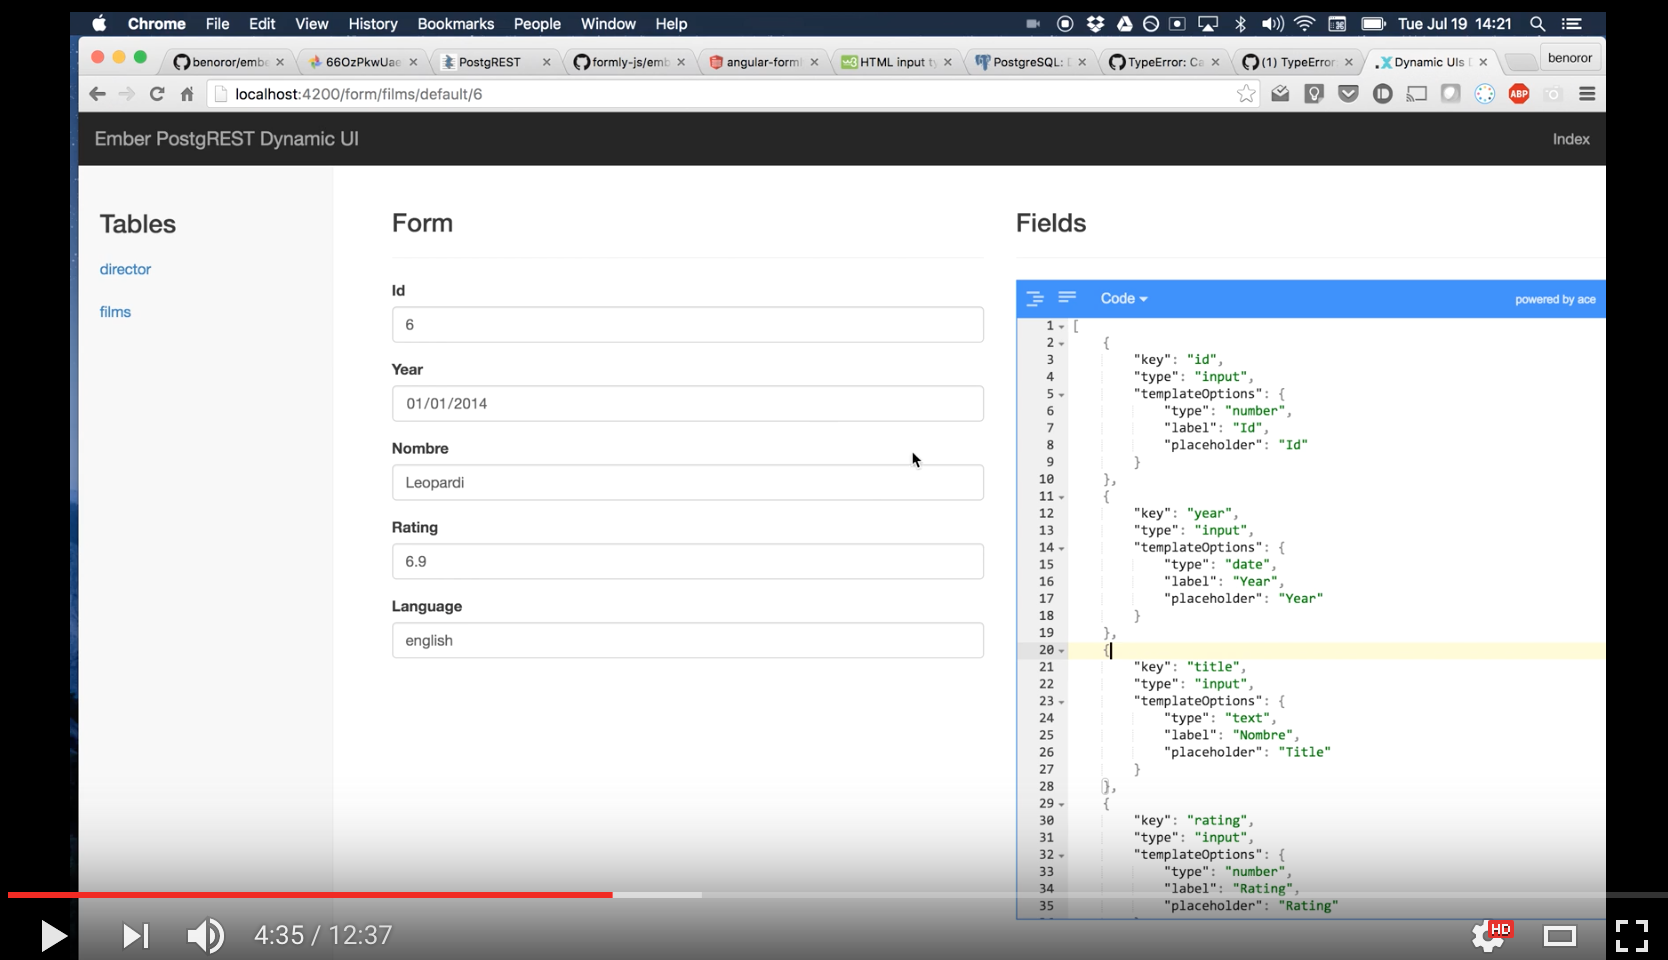 Chrome File Edit View History Bookmarks People Window Help Tue Jul 19 14:21
benoror/embe 66OzPkwUae PostgREST formly-js/emb angular-forml HTML input ty PostgreSQL: D TypeError: Ca (1) TypeError: Dynamic UIs D benoror
localhost:4200/form/films/default/6 ABP
Ember PostgREST Dynamic UI Index
Tables
director
films
Form
Id
6
Year
01/01/2014
Nombre
Leopardi
Rating
6.9
Language
english
Fields
Code powered by ace
1 [
2 {
3 "key": "id",
4 "type": "input",
5 "templateOptions": {
6 "type": "number",
7 "label": "Id",
8 "placeholder": "Id"
9 }
10 },
11 {
12 "key": "year",
13 "type": "input",
14 "templateOptions": {
15 "type": "date",
16 "label": "Year",
17 "placeholder": "Year"
18 }
19 },
20 {
21 "key": "title",
22 "type": "input",
23 "templateOptions": {
24 "type": "text",
25 "label": "Nombre",
26 "placeholder": "Title"
27 }
28 },
29 {
30 "key": "rating",
31 "type": "input",
32 "templateOptions": {
33 "type": "number",
34 "label": "Rating",
35 "placeholder": "Rating"
4:35 / 12:37 HD